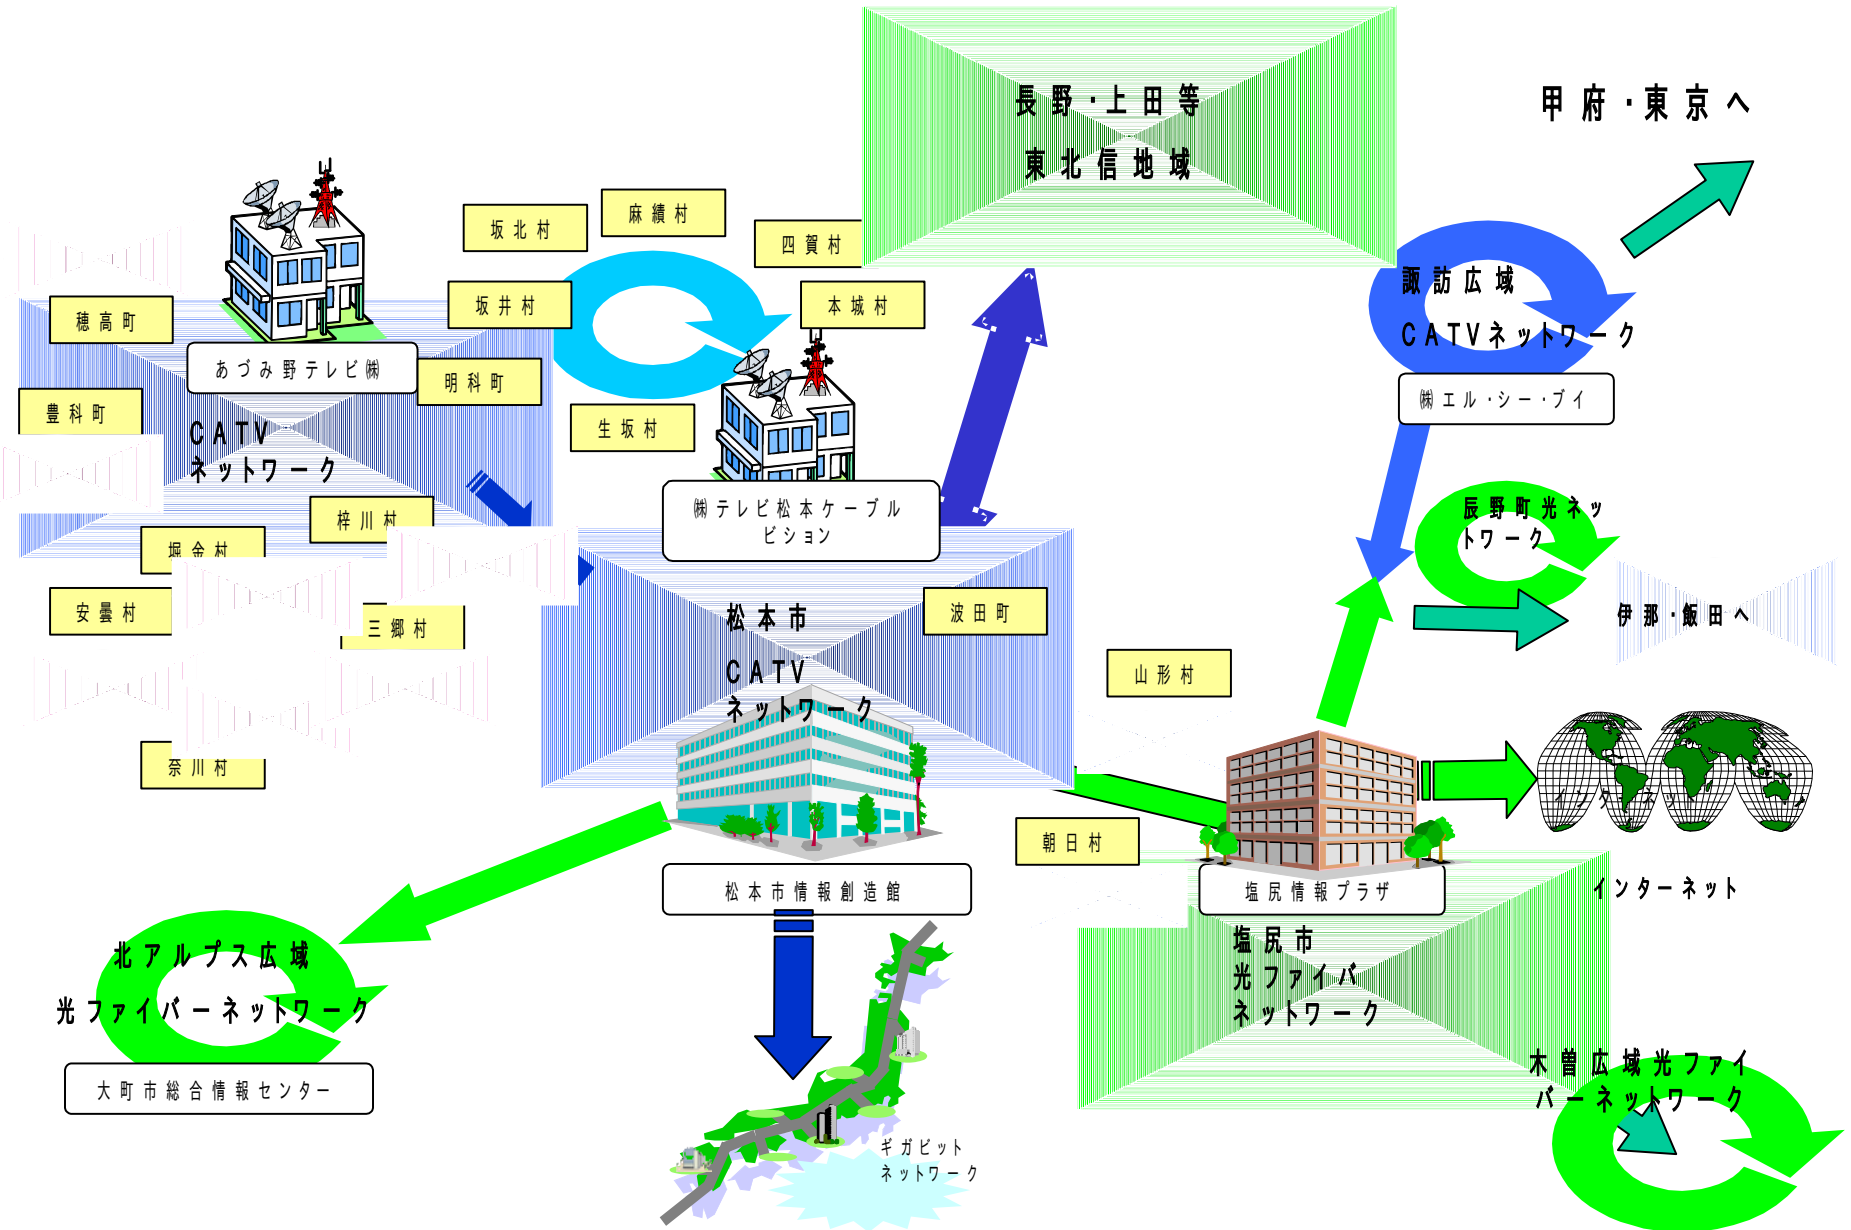 長野・上田等
東北信地域
甲府・東京へ
坂北村
麻績村
四賀村
諏訪広域
CATVネットワーク
穂高町
坂井村
本城村
あづみ野テレビ㈱
明科町
㈱エル・シー・ブイ
豊科町
生坂村
CATV
ネットワーク
梓川村
㈱テレビ松本ケーブル
ビジョン
辰野町光ネッ
トワーク
堀金村
安曇村
三郷村
松本市
CATV
ネットワーク
波田町
伊那・飯田へ
山形村
奈川村
インターネット
朝日村
松本市情報創造館
塩尻情報プラザ
インターネット
塩尻市
光ファイバ
ネットワーク
北アルプス広域
光ファイバーネットワーク
大町市総合情報センター
木曽広域光ファイ
バーネットワーク
ギガビット
ネットワーク